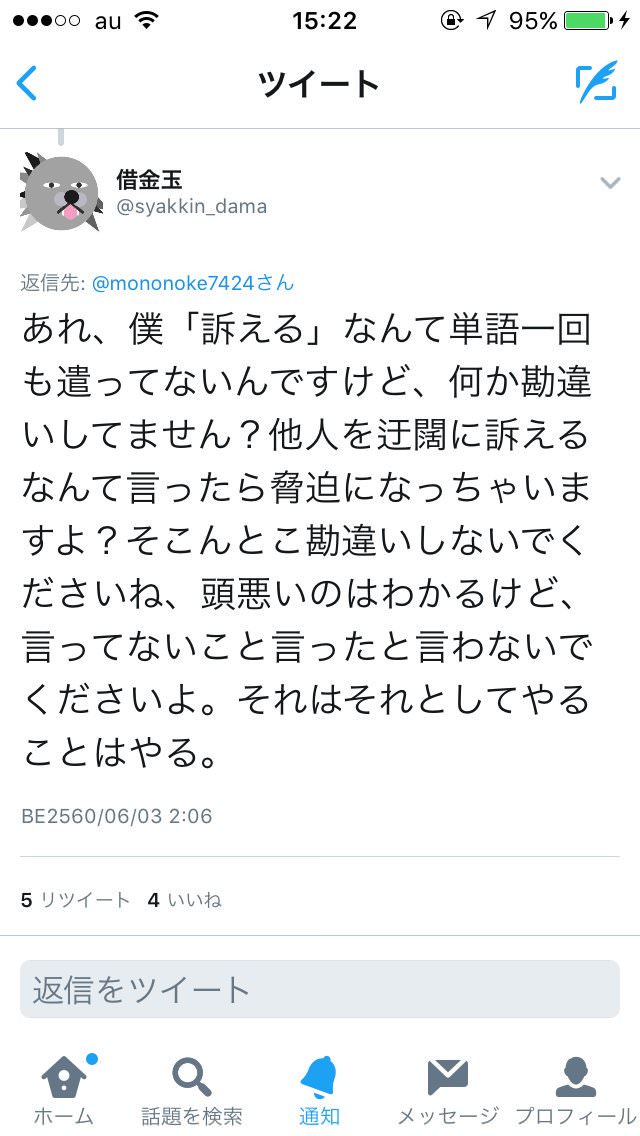 au 15:22 95%
ツイート
借金玉
@syakkin_dama
返信先: @mononoke7424さん
あれ、僕「訴える」なんて単語一回
も遣ってないんですけど、何か勘違
いしてません？他人を迂闊に訴える
なんて言ったら脅迫になっちゃいま
すよ？そこんとこ勘違いしないでく
ださいね、頭悪いのはわかるけど、
言ってないこと言ったと言わないで
くださいよ。それはそれとしてやる
ことはやる。
BE2560/06/03 2:06
5 リツイート 4 いいね
返信をツイート
ホーム 話題を検索 通知 メッセージ プロフィール